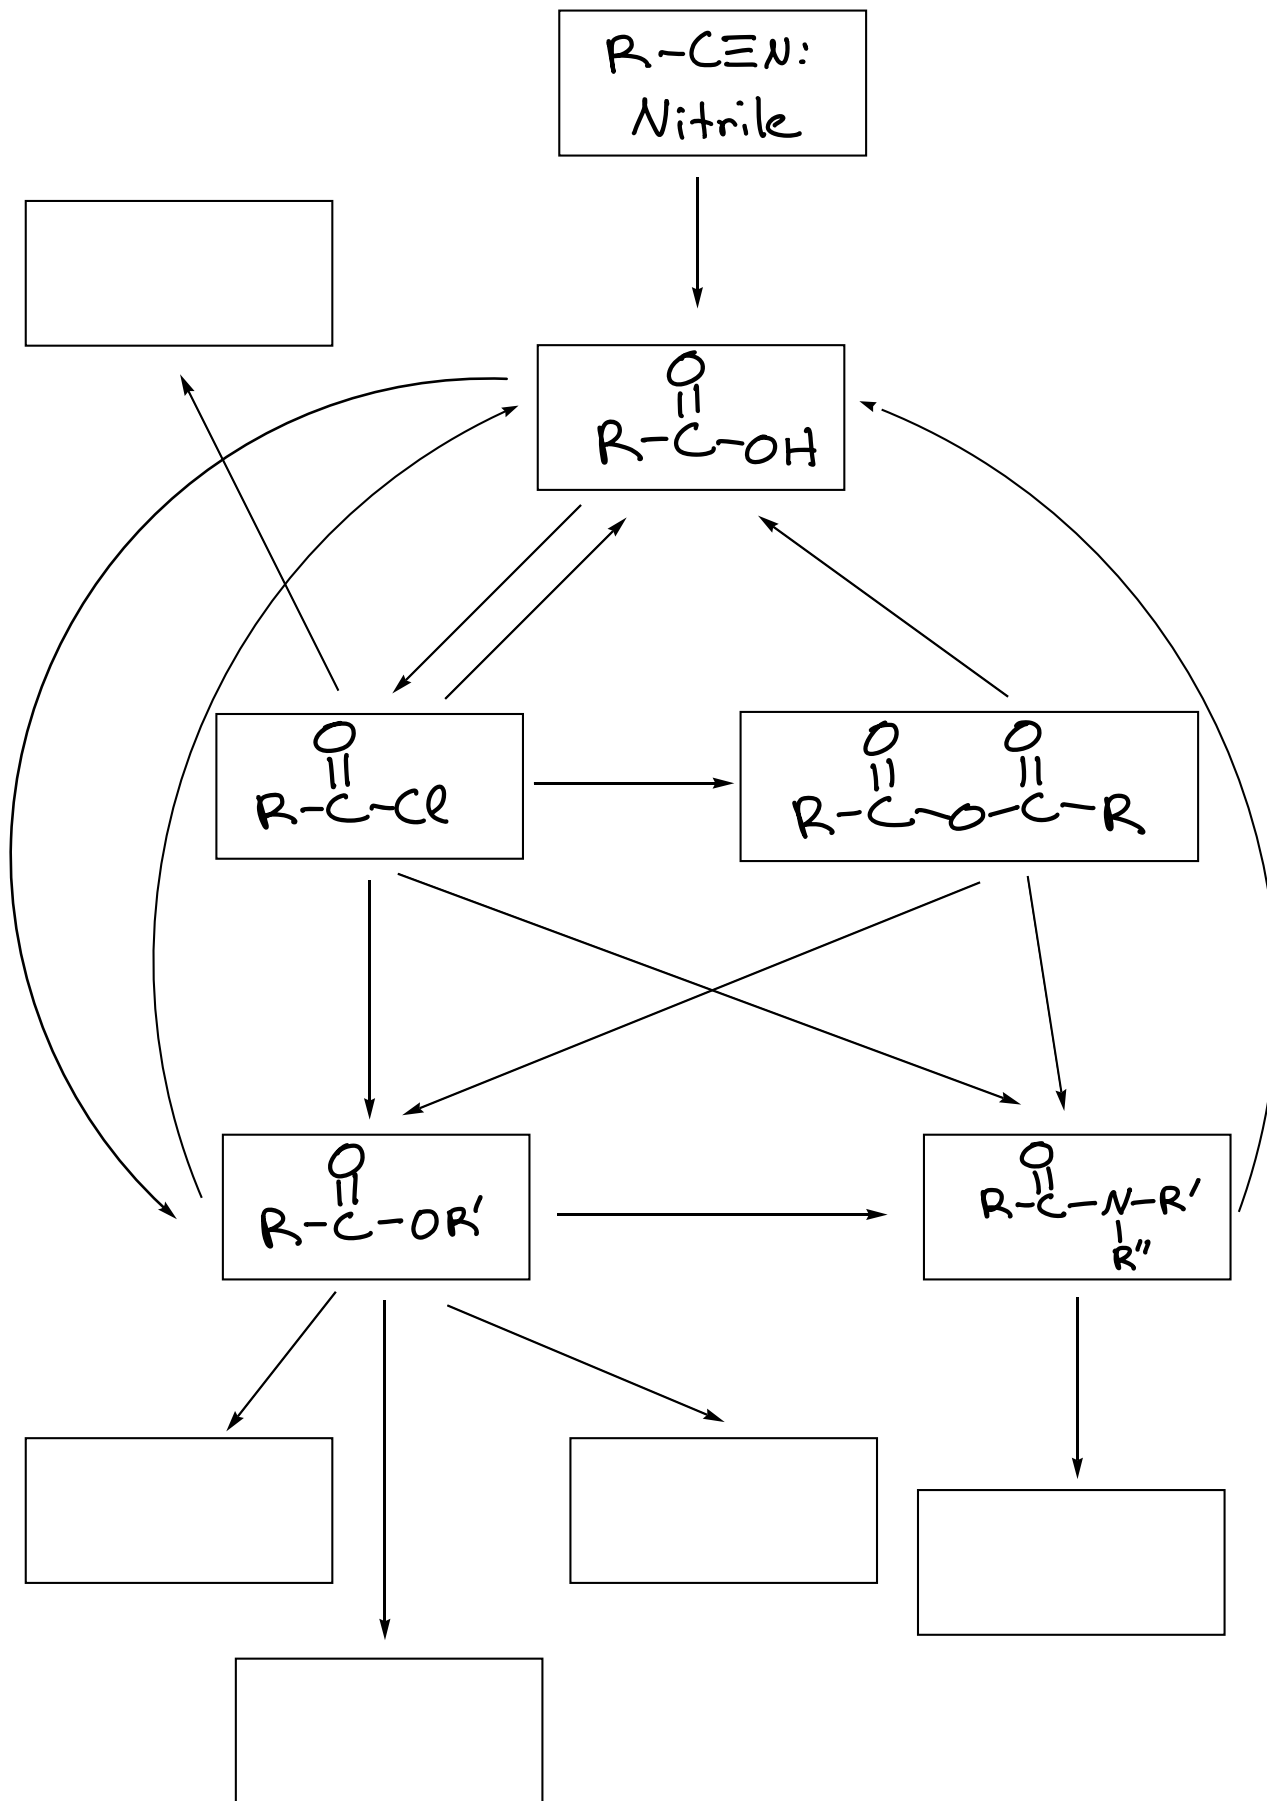 R-C≡N:
Nitrile
O
||
R-C-OH
O
||
R-C-Cl
O O
|| ||
R-C-O-C-R
O
||
R-C-OR'
O
||
R-C-N-R'
|
R"